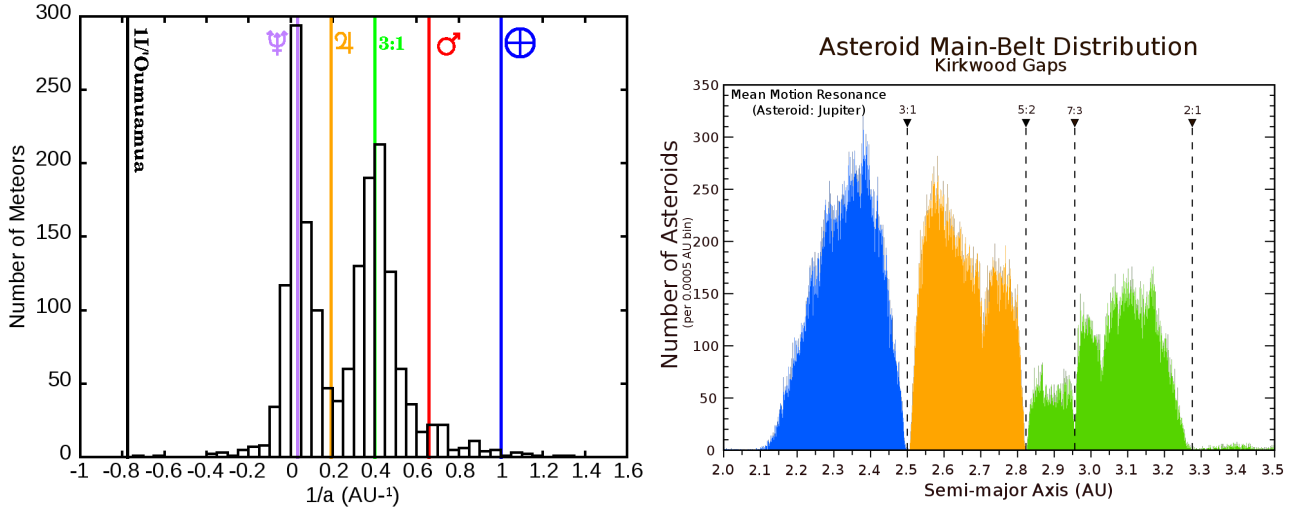 300
250
200
150
100
50
0
Number of Meteors
1I/'Oumuamua
♆
♃
3:1
♂
⊕
-1 -0.8 -0.6 -0.4 -0.2 0 0.2 0.4 0.6 0.8 1.0 1.2 1.4 1.6
1/a (AU-¹)
Asteroid Main-Belt Distribution
Kirkwood Gaps
350
300
250
200
150
100
50
0
Number of Asteroids
(per 0.0005 AU bin)
Mean Motion Resonance
(Asteroid: Jupiter)
3:1
5:2
7:3
2:1
2.0 2.1 2.2 2.3 2.4 2.5 2.6 2.7 2.8 2.9 3.0 3.1 3.2 3.3 3.4 3.5
Semi-major Axis (AU)